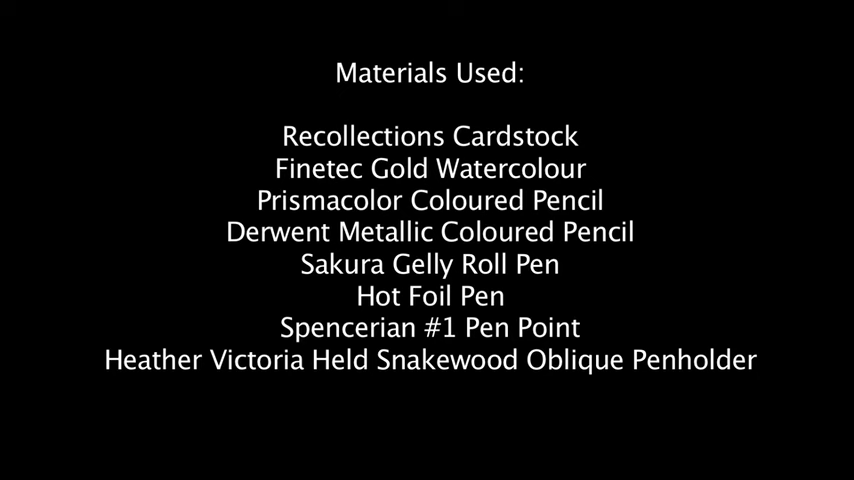 Materials Used:
Recollections Cardstock
Finetec Gold Watercolour
Prismacolor Coloured Pencil
Derwent Metallic Coloured Pencil
Sakura Gelly Roll Pen
Hot Foil Pen
Spencerian #1 Pen Point
Heather Victoria Held Snakewood Oblique Penholder